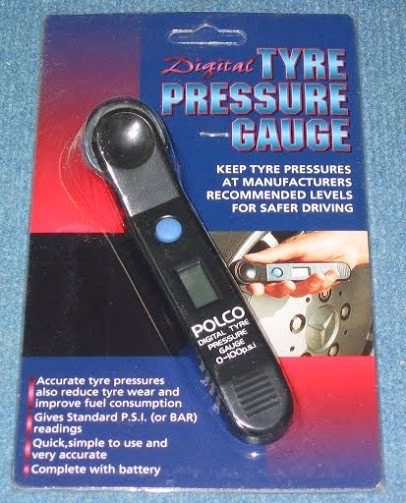 Digital TYRE
PRESSURE
GAUGE
KEEP TYRE PRESSURES
AT MANUFACTURERS
RECOMMENDED LEVELS
FOR SAFER DRIVING
POLCO
DIGITAL TYRE
PRESSURE
GAUGE
0-100p.s.i
Accurate tyre pressures
also reduce tyre wear and
improve fuel consumption
Gives Standard P.S.I. (or BAR)
readings
Quick,simple to use and
very accurate
Complete with battery